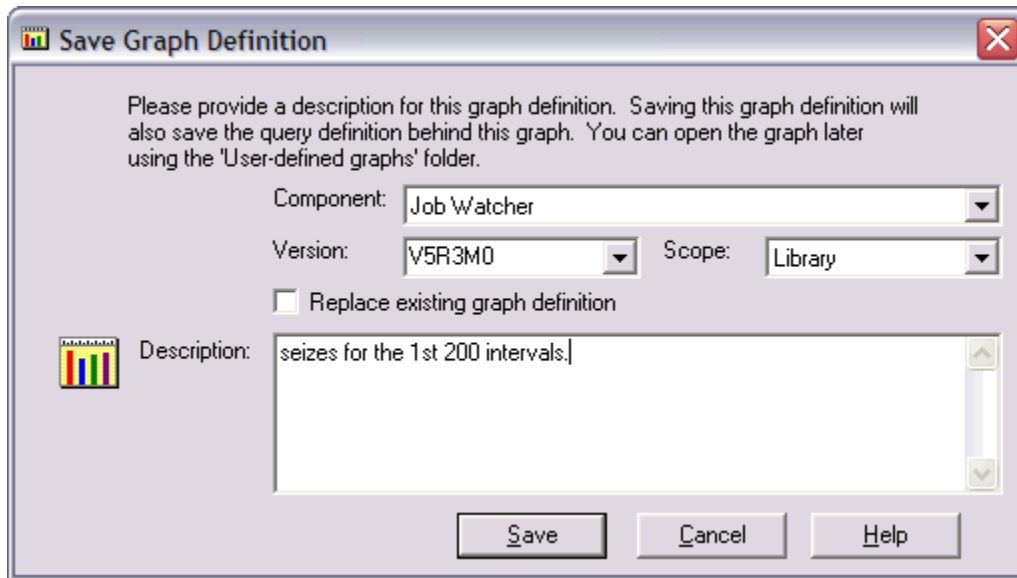 Save Graph Definition
Please provide a description for this graph definition. Saving this graph definition will
also save the query definition behind this graph. You can open the graph later
using the 'User-defined graphs' folder.
Component: Job Watcher
Version: V5R3M0 Scope: Library
Replace existing graph definition
Description: seizes for the 1st 200 intervals.
Save Cancel Help